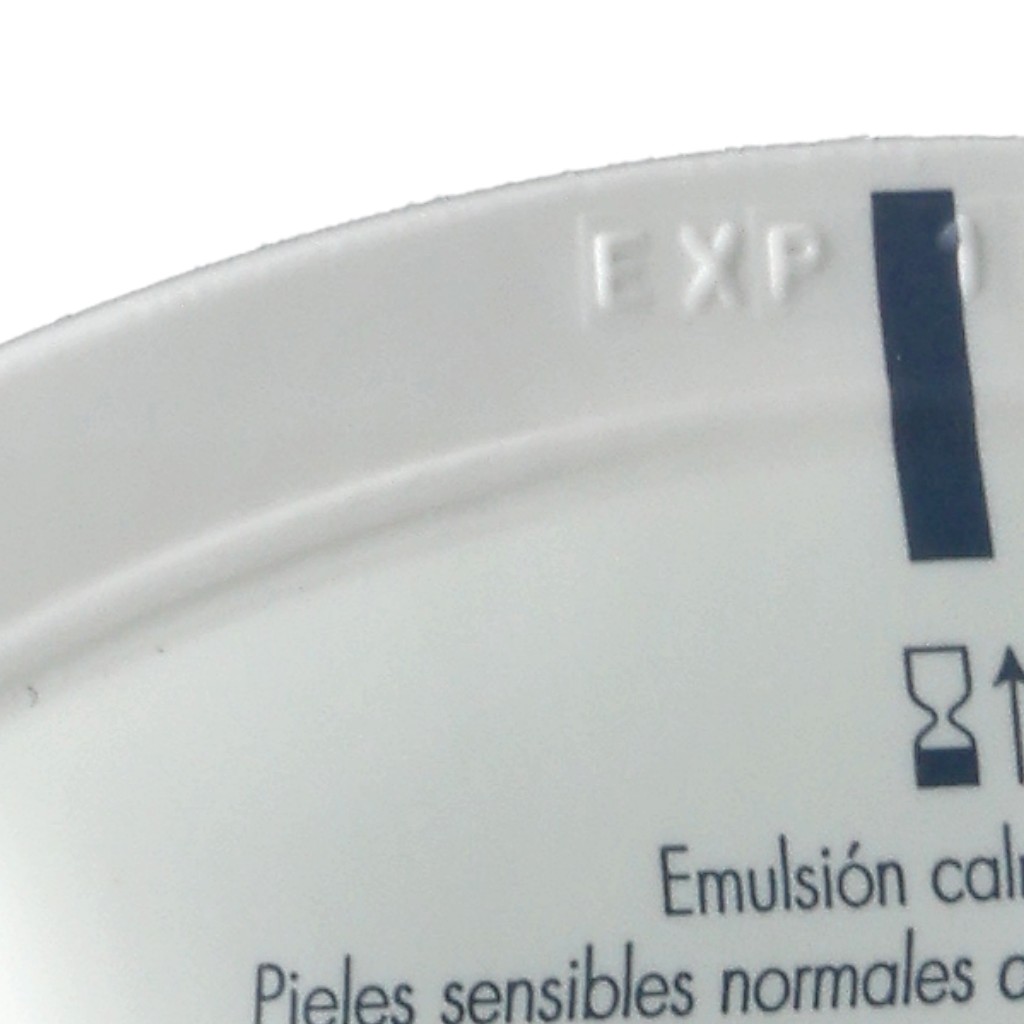 EXP
Emulsión
Pieles sensibles normales